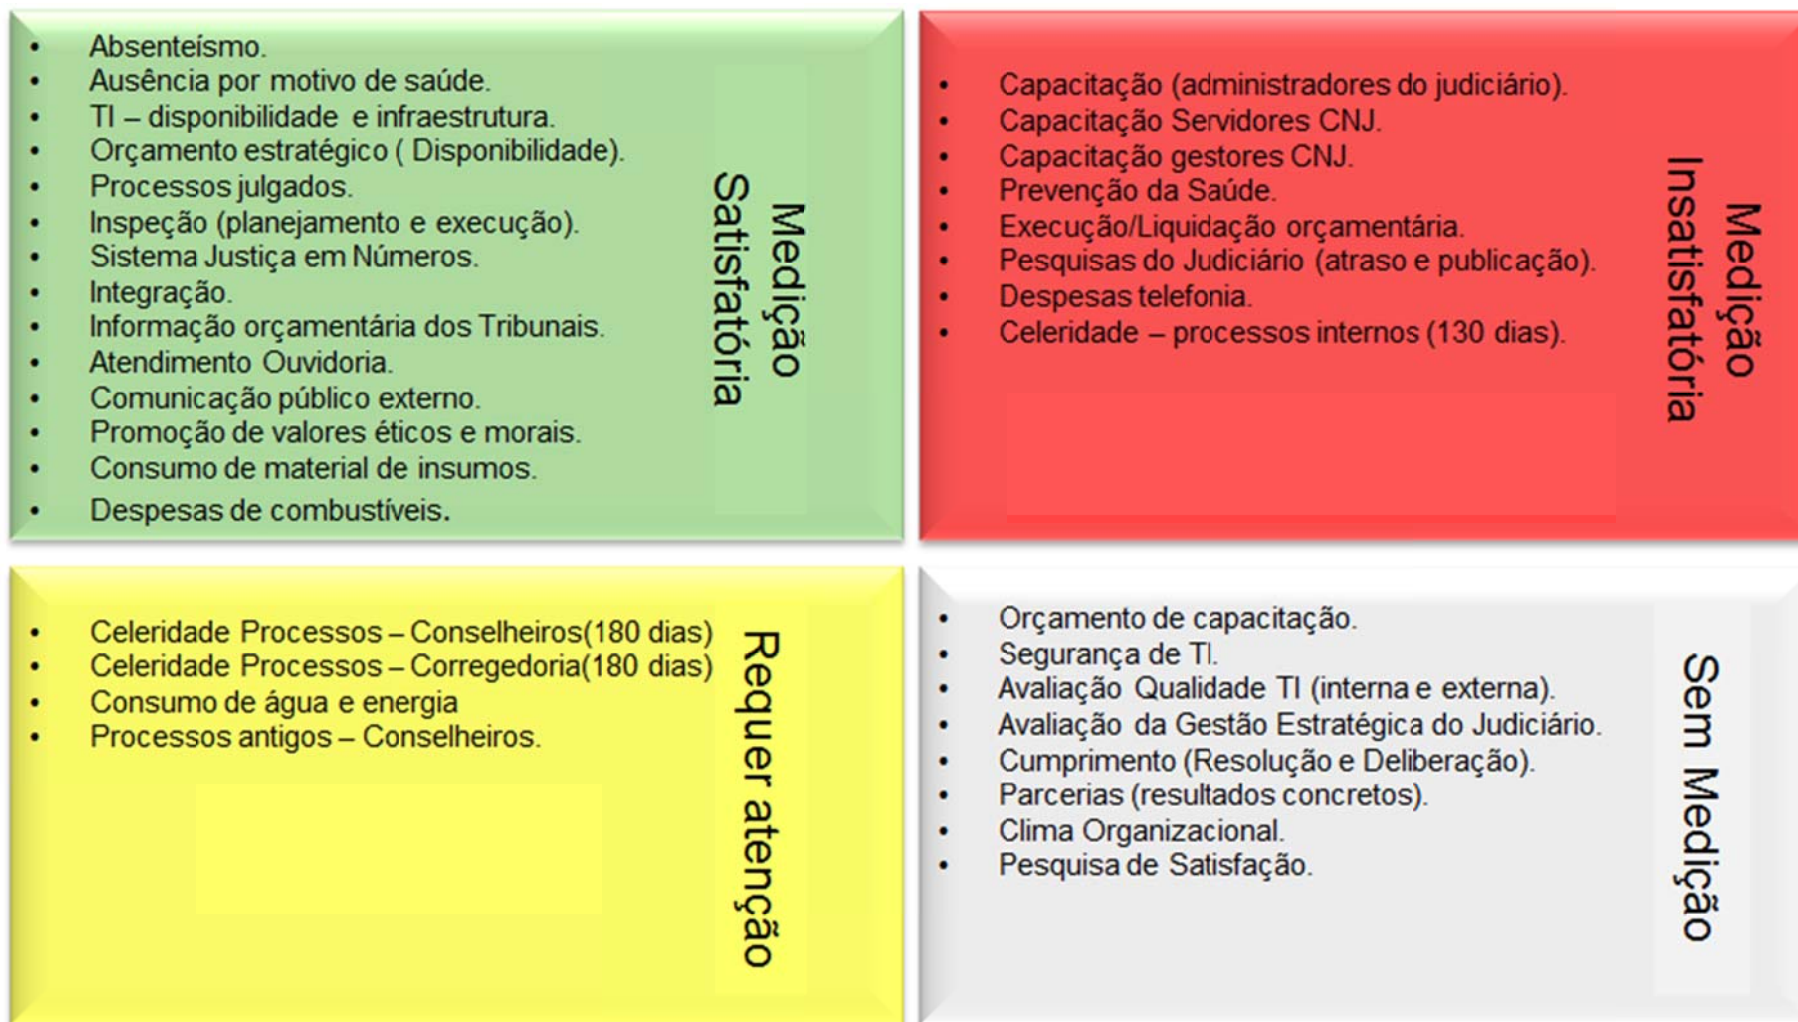 • Absenteísmo.
• Ausência por motivo de saúde.
• TI – disponibilidade e infraestrutura.
• Orçamento estratégico ( Disponibilidade).
• Processos julgados.
• Inspeção (planejamento e execução).
• Sistema Justiça em Números.
• Integração.
• Informação orçamentária dos Tribunais.
• Atendimento Ouvidoria.
• Comunicação público externo.
• Promoção de valores éticos e morais.
• Consumo de material de insumos.
• Despesas de combustíveis.
Medição
Satisfatória
• Capacitação (administradores do judiciário).
• Capacitação Servidores CNJ.
• Capacitação gestores CNJ.
• Prevenção da Saúde.
• Execução/Liquidação orçamentária.
• Pesquisas do Judiciário (atraso e publicação).
• Despesas telefonia.
• Celeridade – processos internos (130 dias).
Medição
Insatisfatória
• Celeridade Processos – Conselheiros(180 dias)
• Celeridade Processos – Corregedoria(180 dias)
• Consumo de água e energia
• Processos antigos – Conselheiros.
Requer atenção
• Orçamento de capacitação.
• Segurança de TI.
• Avaliação Qualidade TI (interna e externa).
• Avaliação da Gestão Estratégica do Judiciário.
• Cumprimento (Resolução e Deliberação).
• Parcerias (resultados concretos).
• Clima Organizacional.
• Pesquisa de Satisfação.
Sem Medição